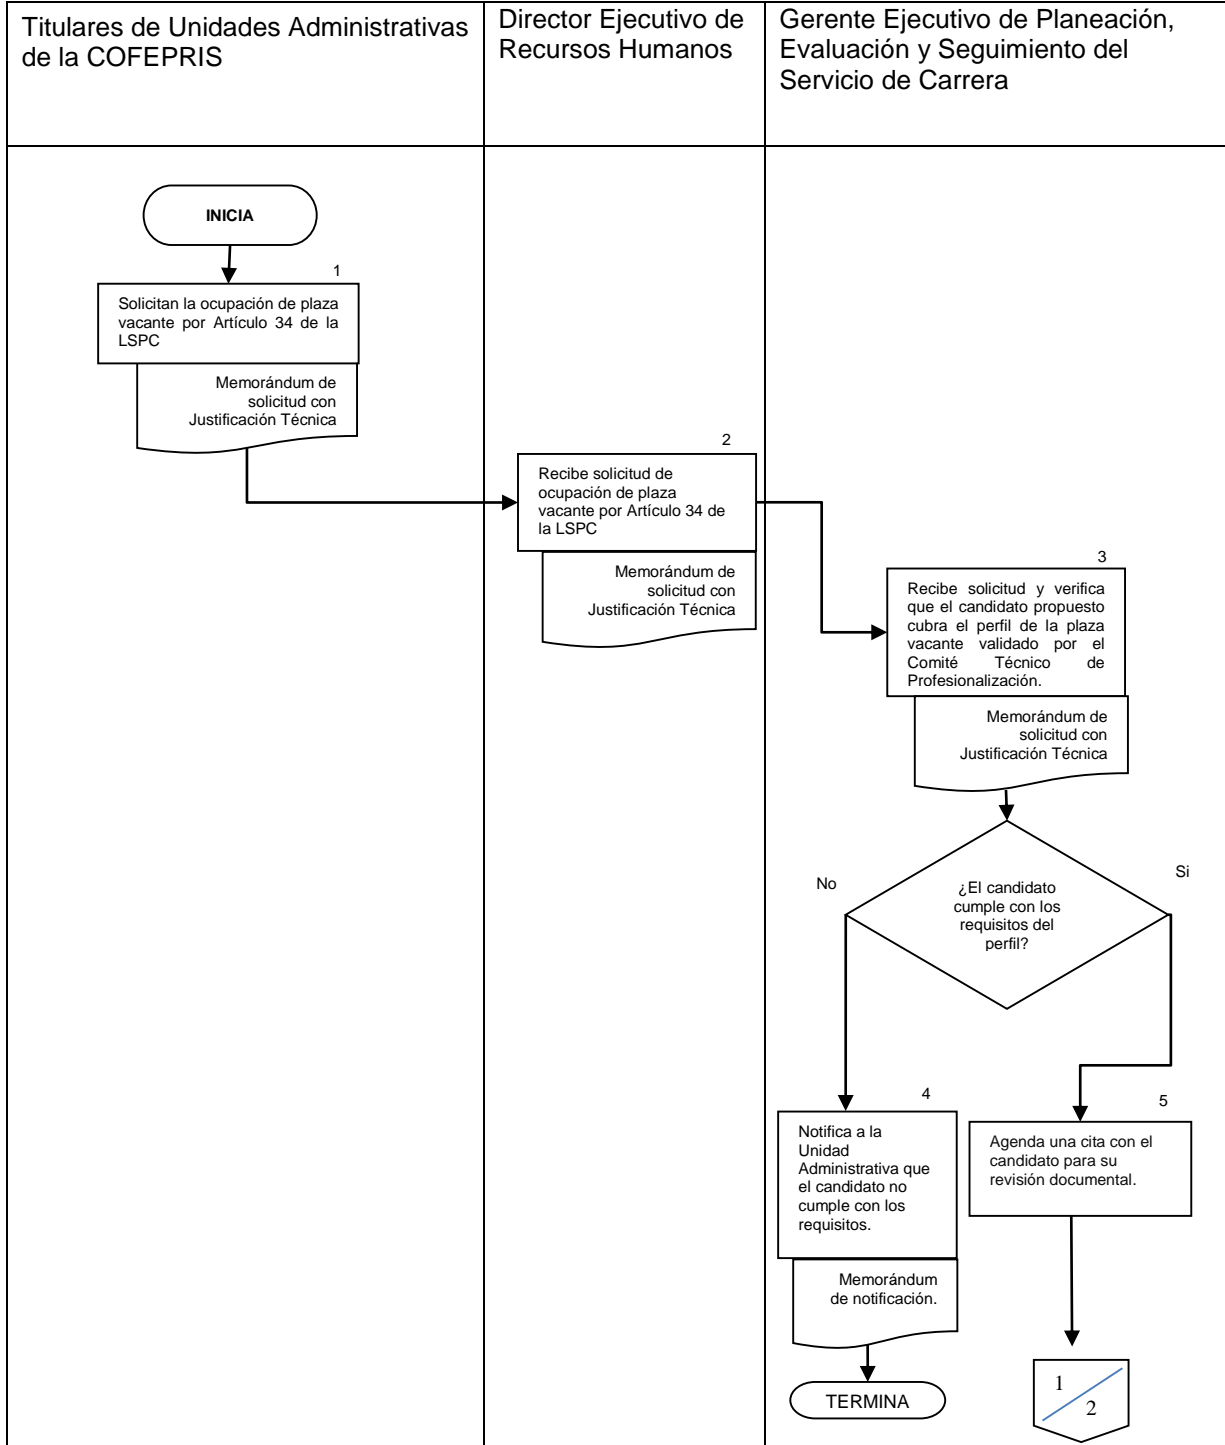 Titulares de Unidades Administrativas
de la COFEPRIS
Director Ejecutivo de
Recursos Humanos
Gerente Ejecutivo de Planeación,
Evaluación y Seguimiento del
Servicio de Carrera
INICIA
1
Solicitan la ocupación de plaza
vacante por Artículo 34 de la
LSPC
Memorándum de
solicitud con
Justificación Técnica
2
Recibe solicitud de
ocupación de plaza
vacante por Artículo 34 de
la LSPC
Memorándum de
solicitud con
Justificación Técnica
3
Recibe solicitud y verifica
que el candidato propuesto
cubra el perfil de la plaza
vacante validado por el
Comité Técnico de
Profesionalización.
Memorándum de
solicitud con
Justificación Técnica
¿El candidato
cumple con los
requisitos del
perfil?
No
Si
4
Notifica a la
Unidad
Administrativa que
el candidato no
cumple con los
requisitos.
Memorándum
de notificación.
TERMINA
5
Agenda una cita con el
candidato para su
revisión documental.
1
2